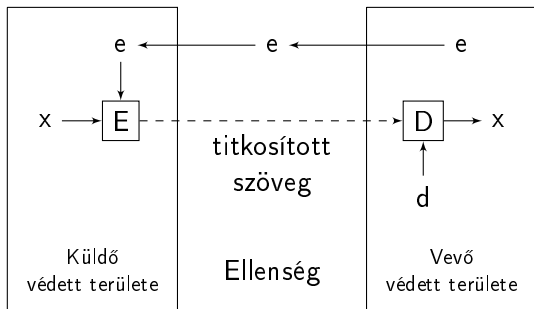 e e e
x E D x
titkosított
szöveg
d
Küldő
védett területe
Ellenség
Vevő
védett területe